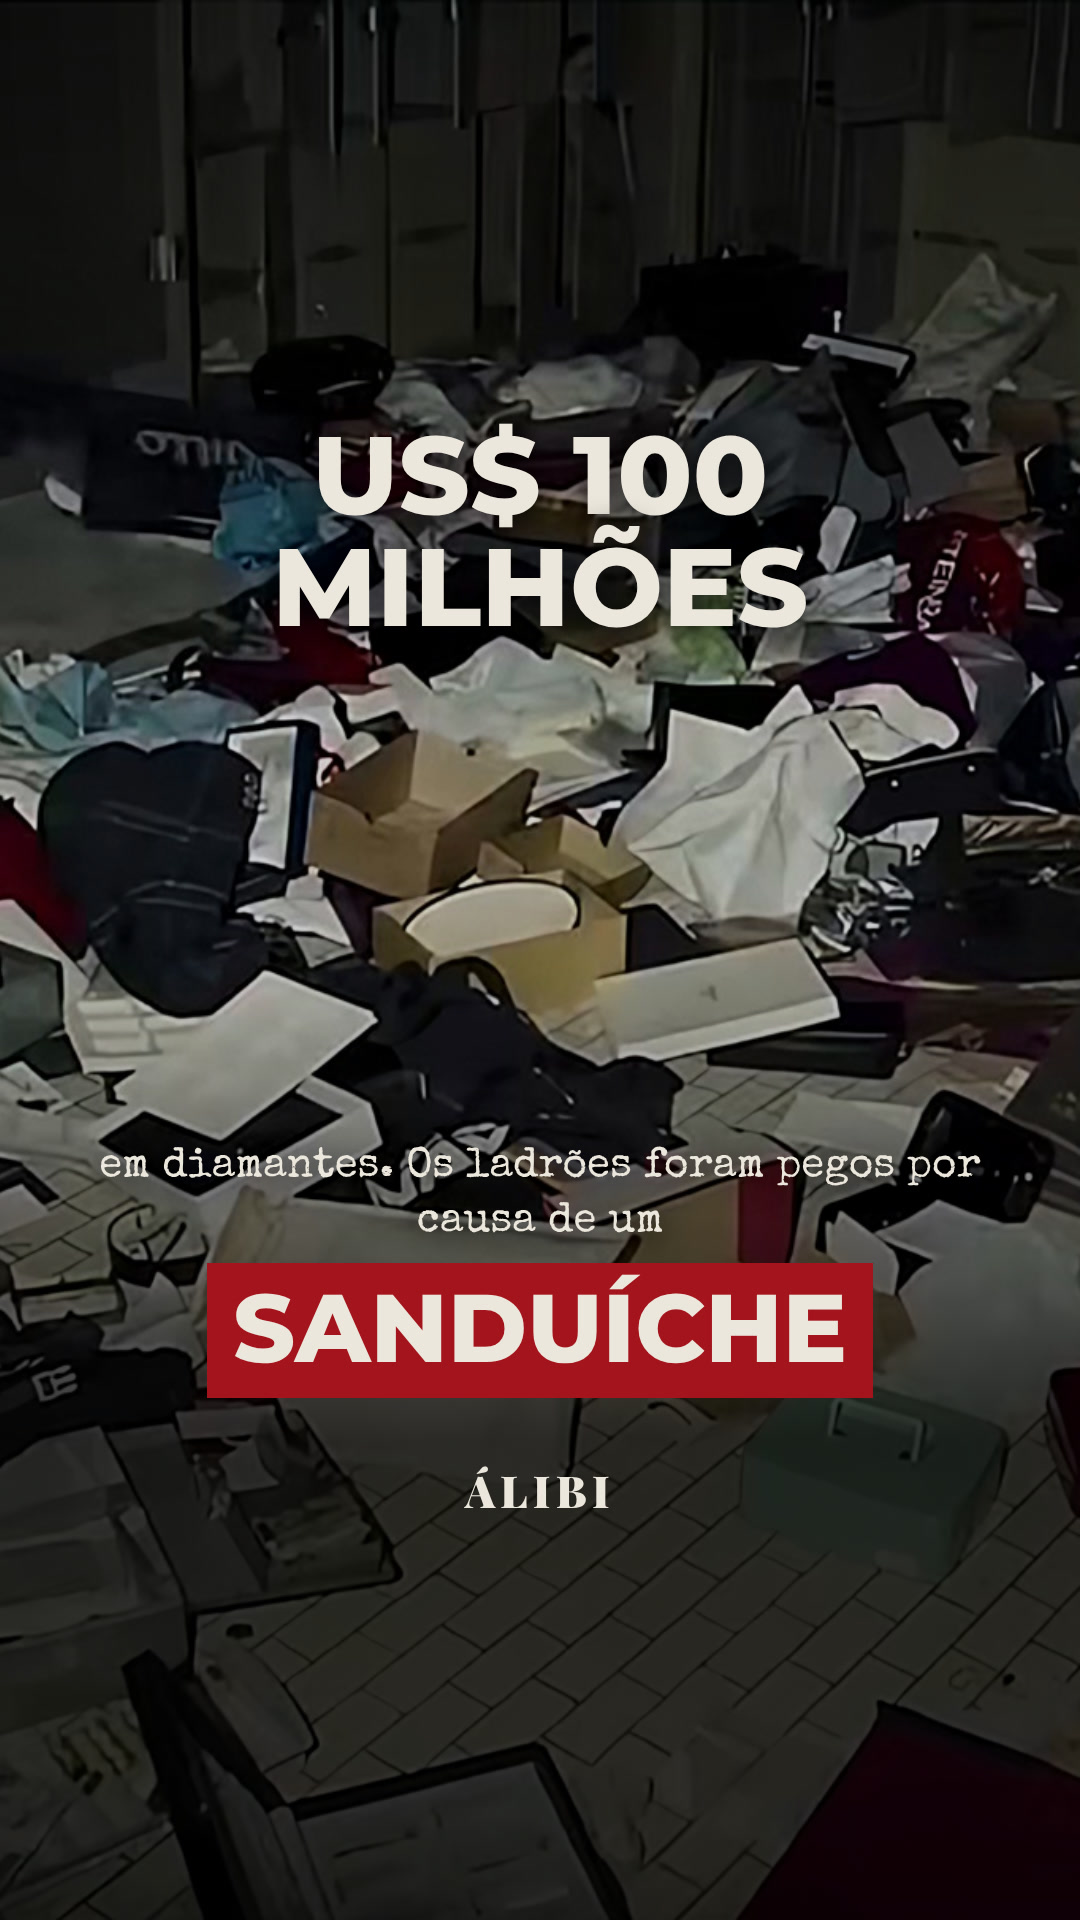 US$ 100
MILHÕES
em diamantes. Os ladrões foram pegos por
causa de um
SANDUÍCHE
ÁLIBI